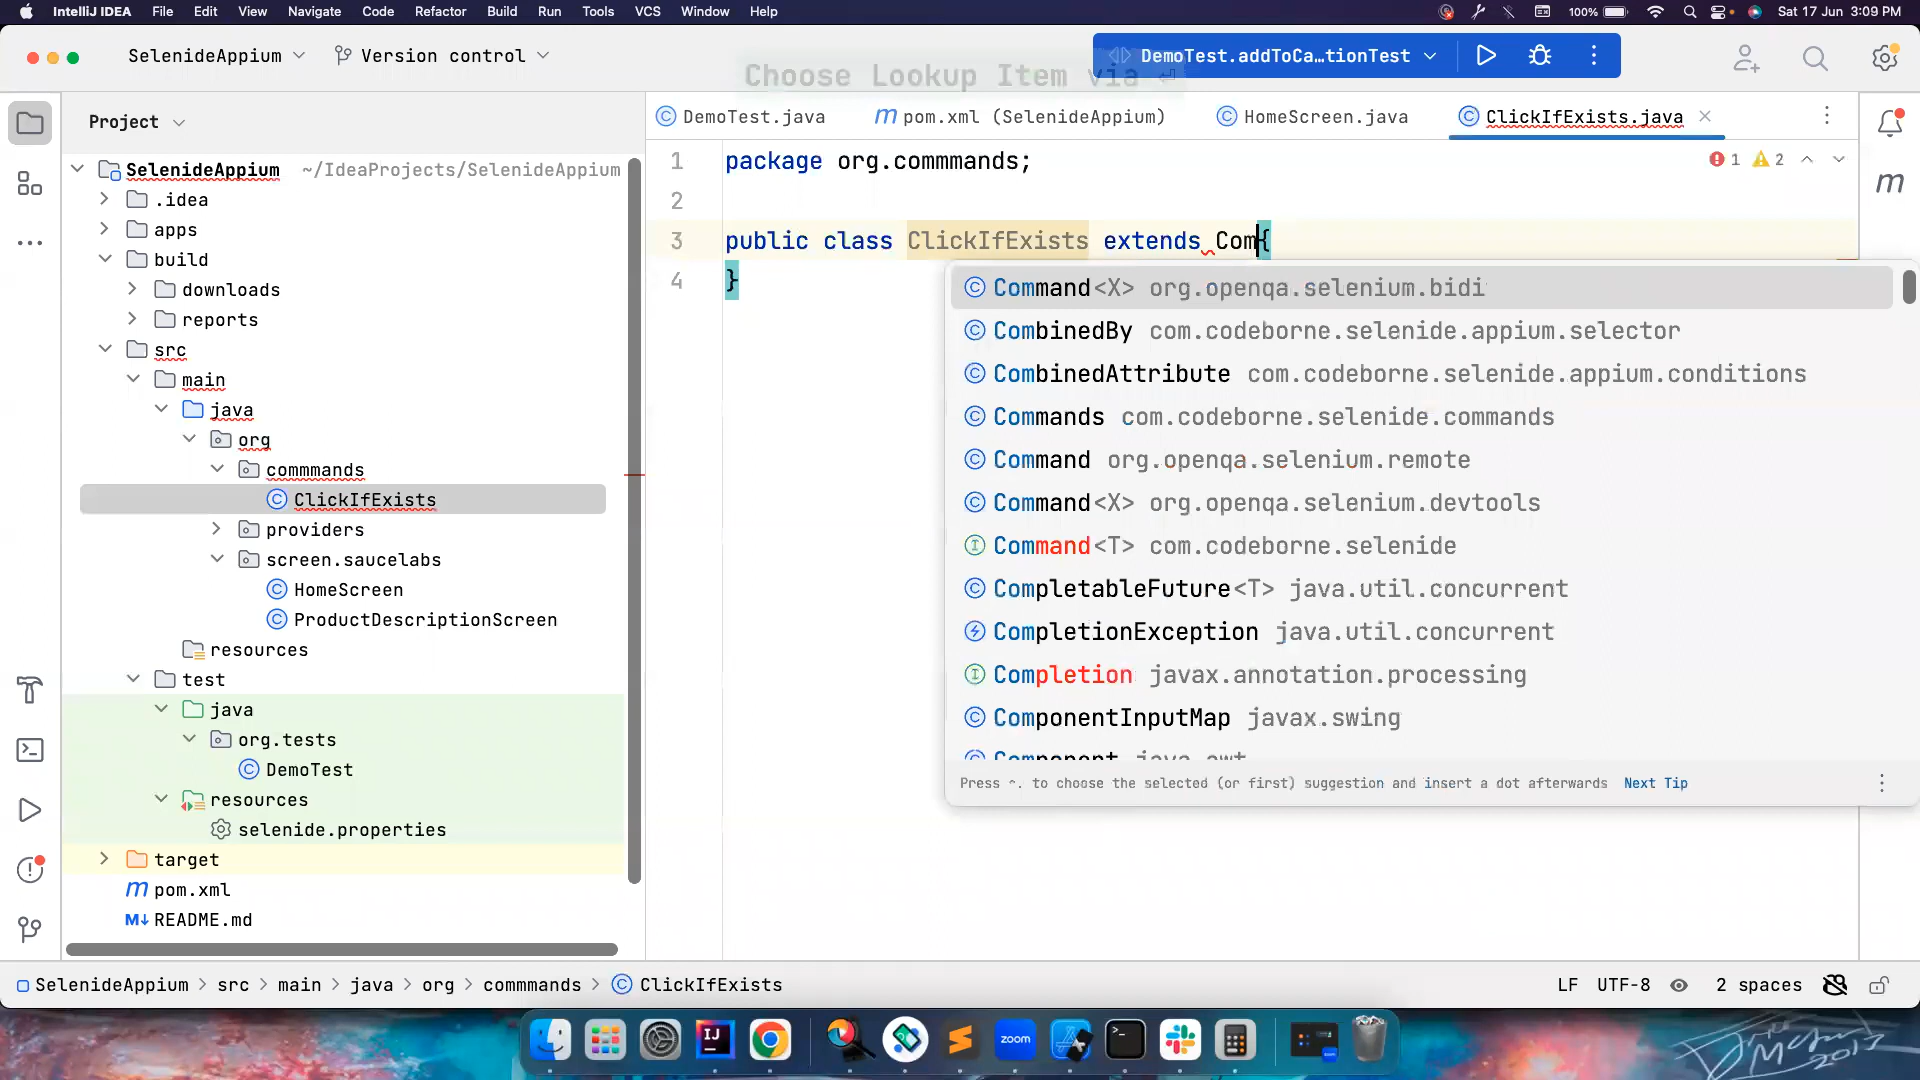 IntelliJ IDEA File Edit View Navigate Code Refactor Build Run Tools VCS Window Help 100% Sat 17 Jun 3:09 PM
SelenideAppium Version control DemoTest.addToCa…tionTest
Choose Lookup Item via ⏎
Project
DemoTest.java pom.xml (SelenideAppium) HomeScreen.java ClickIfExists.java
SelenideAppium ~/IdeaProjects/SelenideAppium
.idea
apps
build
downloads
reports
src
main
java
org
commmands
ClickIfExists
providers
screen.saucelabs
HomeScreen
ProductDescriptionScreen
resources
test
java
org.tests
DemoTest
resources
selenide.properties
target
pom.xml
README.md
1 package org.commmands; 1 2
2
3 public class ClickIfExists extends Com{
4 }
Command<X> org.openqa.selenium.bidi
CombinedBy com.codeborne.selenide.appium.selector
CombinedAttribute com.codeborne.selenide.appium.conditions
Commands com.codeborne.selenide.commands
Command org.openqa.selenium.remote
Command<X> org.openqa.selenium.devtools
Command<T> com.codeborne.selenide
CompletableFuture<T> java.util.concurrent
CompletionException java.util.concurrent
Completion javax.annotation.processing
ComponentInputMap javax.swing
Component java.awt
Press ^. to choose the selected (or first) suggestion and insert a dot afterwards Next Tip
SelenideAppium > src > main > java > org > commmands > ClickIfExists LF UTF-8 2 spaces
zoom